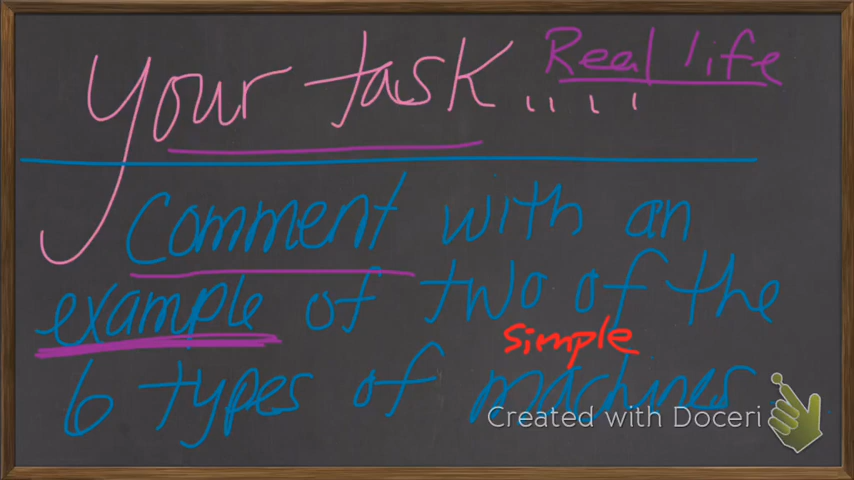 Your task.....
Real life
Comment with an
example of two of the
simple
6 types of machines
Created with Doceri